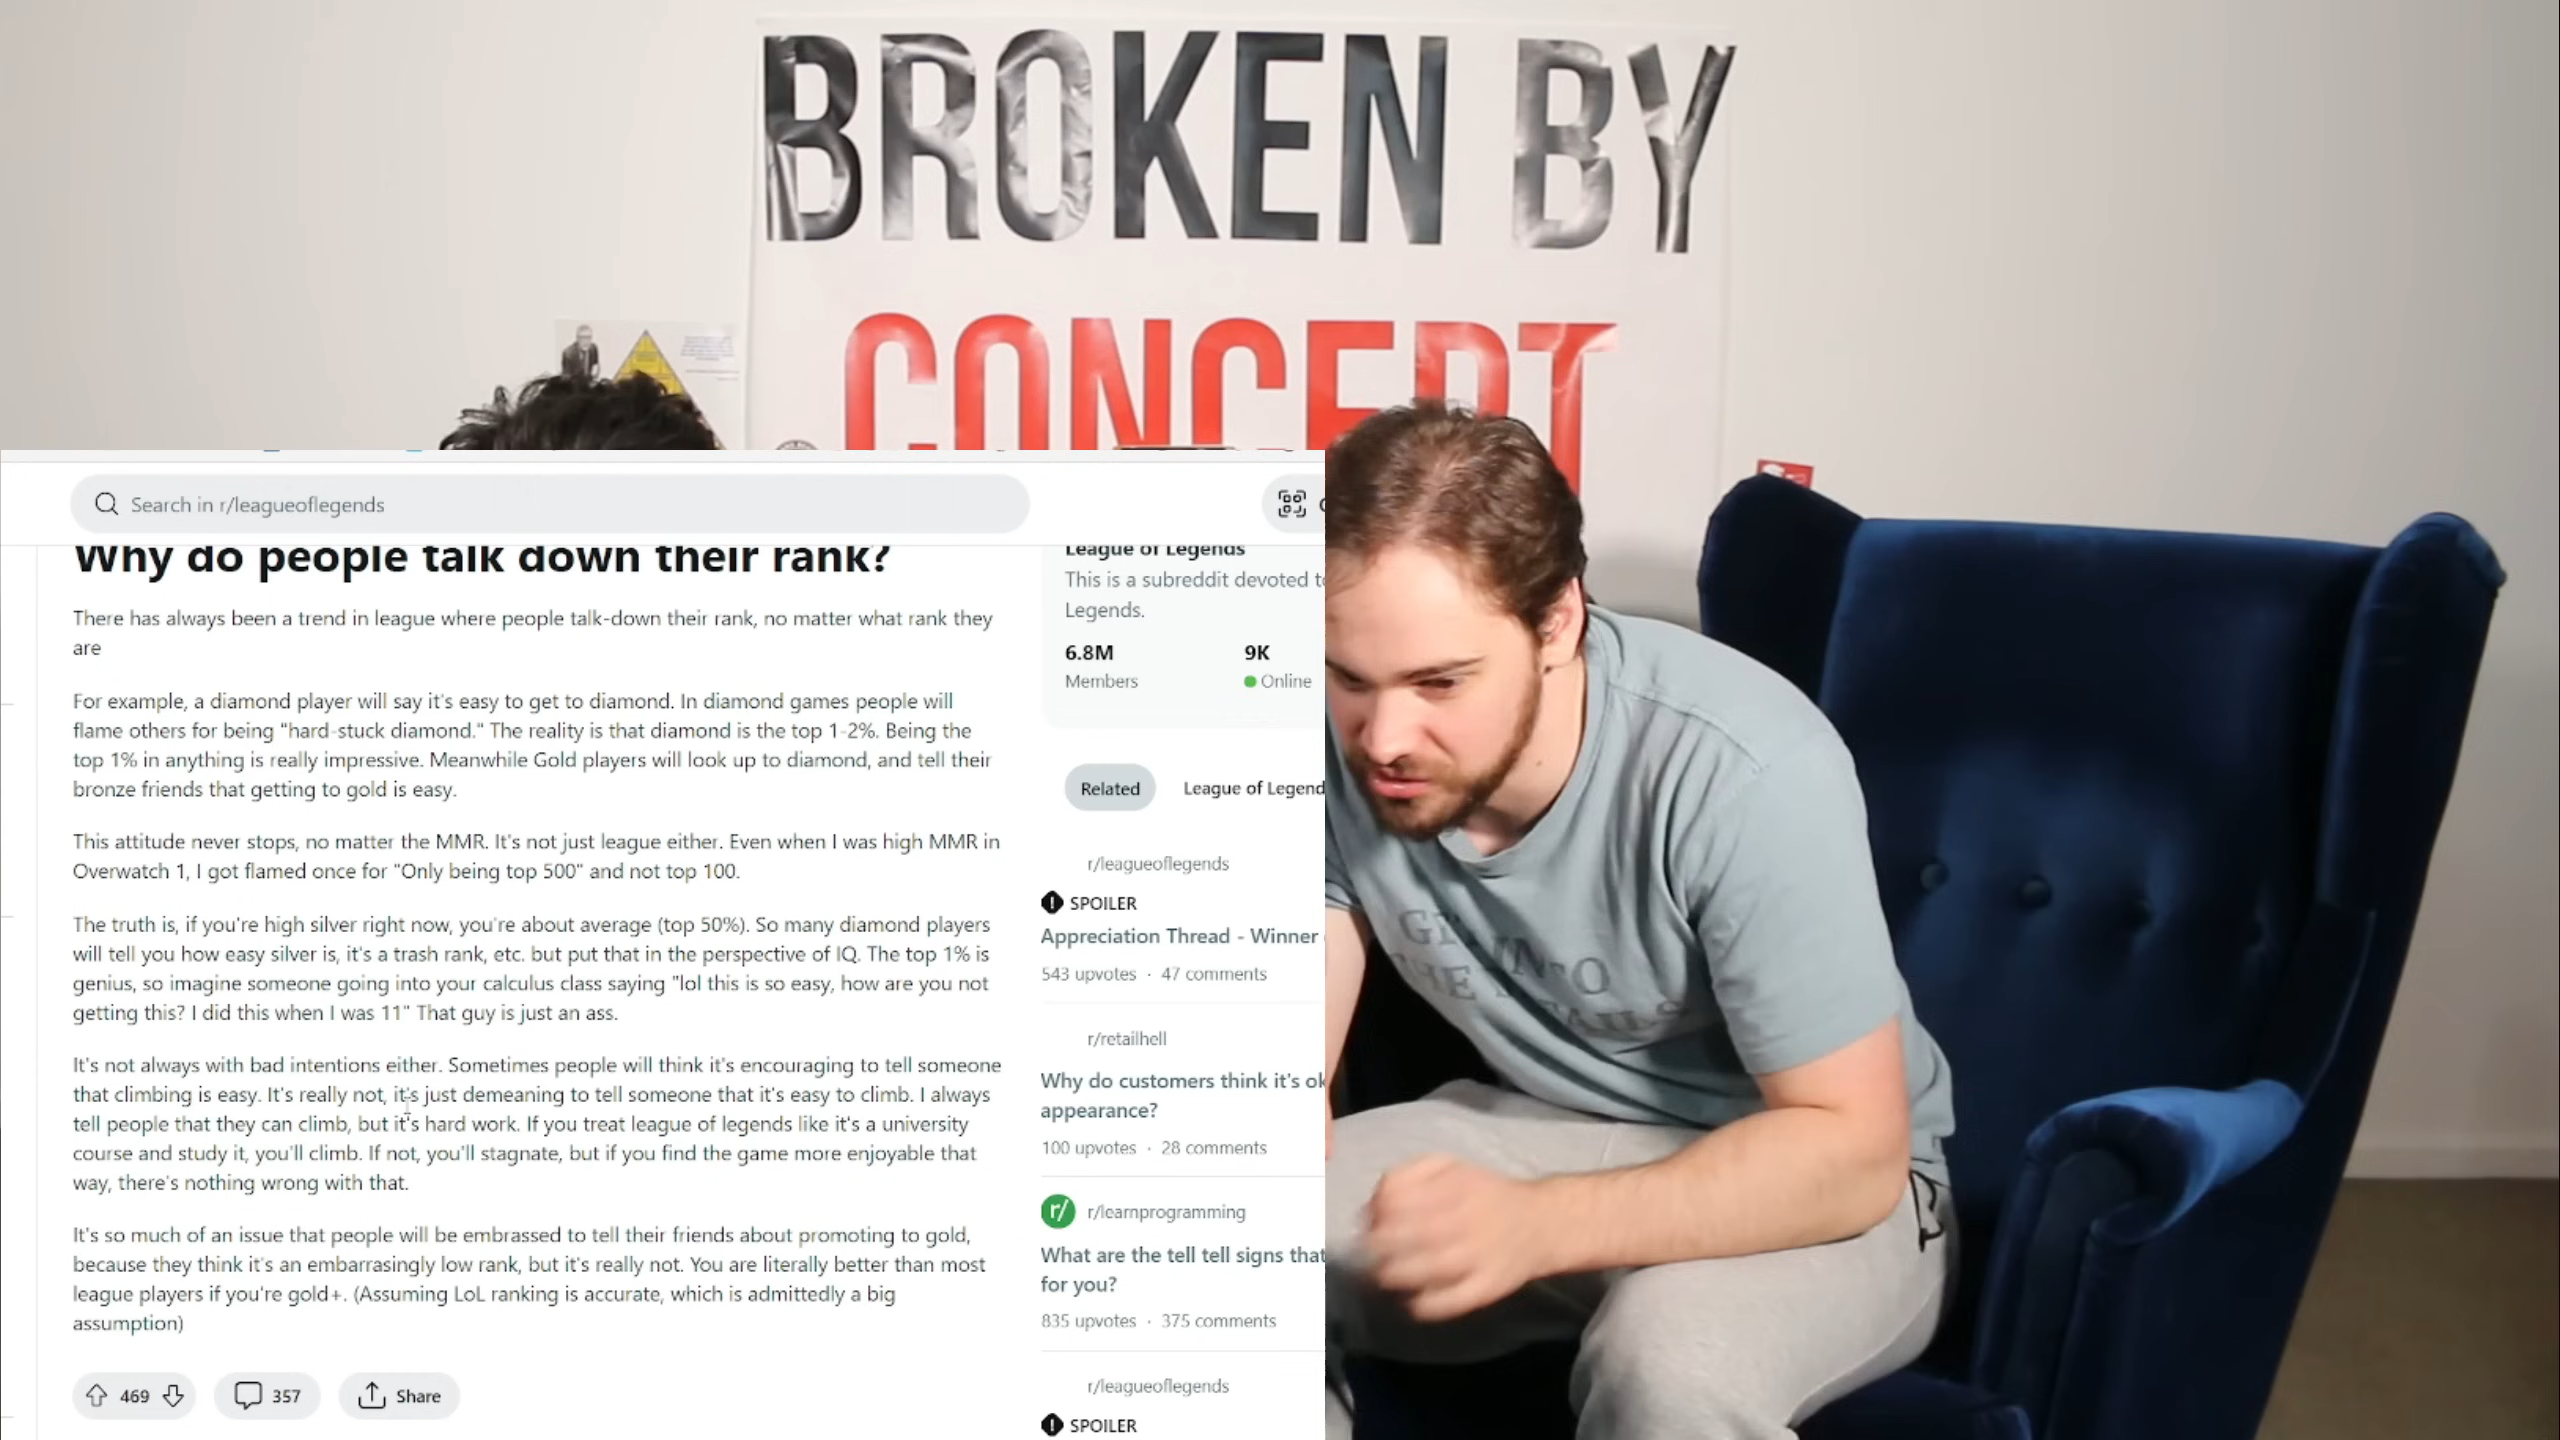 BROKEN BY
CONCEPT
Search in r/leagueoflegends
Why do people talk down their rank?
There has always been a trend in league where people talk-down their rank, no matter what rank they
are
For example, a diamond player will say it's easy to get to diamond. In diamond games people will
flame others for being "hard-stuck diamond." The reality is that diamond is the top 1-2%. Being the
top 1% in anything is really impressive. Meanwhile Gold players will look up to diamond, and tell their
bronze friends that getting to gold is easy.
This attitude never stops, no matter the MMR. It's not just league either. Even when I was high MMR in
Overwatch 1, I got flamed once for "Only being top 500" and not top 100.
The truth is, if you're high silver right now, you're about average (top 50%). So many diamond players
will tell you how easy silver is, it's a trash rank, etc. but put that in the perspective of IQ. The top 1% is
genius, so imagine someone going into your calculus class saying "lol this is so easy, how are you not
getting this? I did this when I was 11" That guy is just an ass.
It's not always with bad intentions either. Sometimes people will think it's encouraging to tell someone
that climbing is easy. It's really not, it's just demeaning to tell someone that it's easy to climb. I always
tell people that they can climb, but it's hard work. If you treat league of legends like it's a university
course and study it, you'll climb. If not, you'll stagnate, but if you find the game more enjoyable that
way, there's nothing wrong with that.
It's so much of an issue that people will be embrassed to tell their friends about promoting to gold,
because they think it's an embarrasingly low rank, but it's really not. You are literally better than most
league players if you're gold+. (Assuming LoL ranking is accurate, which is admittedly a big
assumption)
469
357
Share
League of Legends
This is a subreddit devoted to
Legends.
6.8M
9K
Members
Online
Related
League of Legend
r/leagueoflegends
SPOILER
Appreciation Thread - Winner
543 upvotes · 47 comments
r/retailhell
Why do customers think it's ok
appearance?
100 upvotes · 28 comments
r/
r/learnprogramming
What are the tell tell signs that
for you?
835 upvotes · 375 comments
r/leagueoflegends
SPOILER